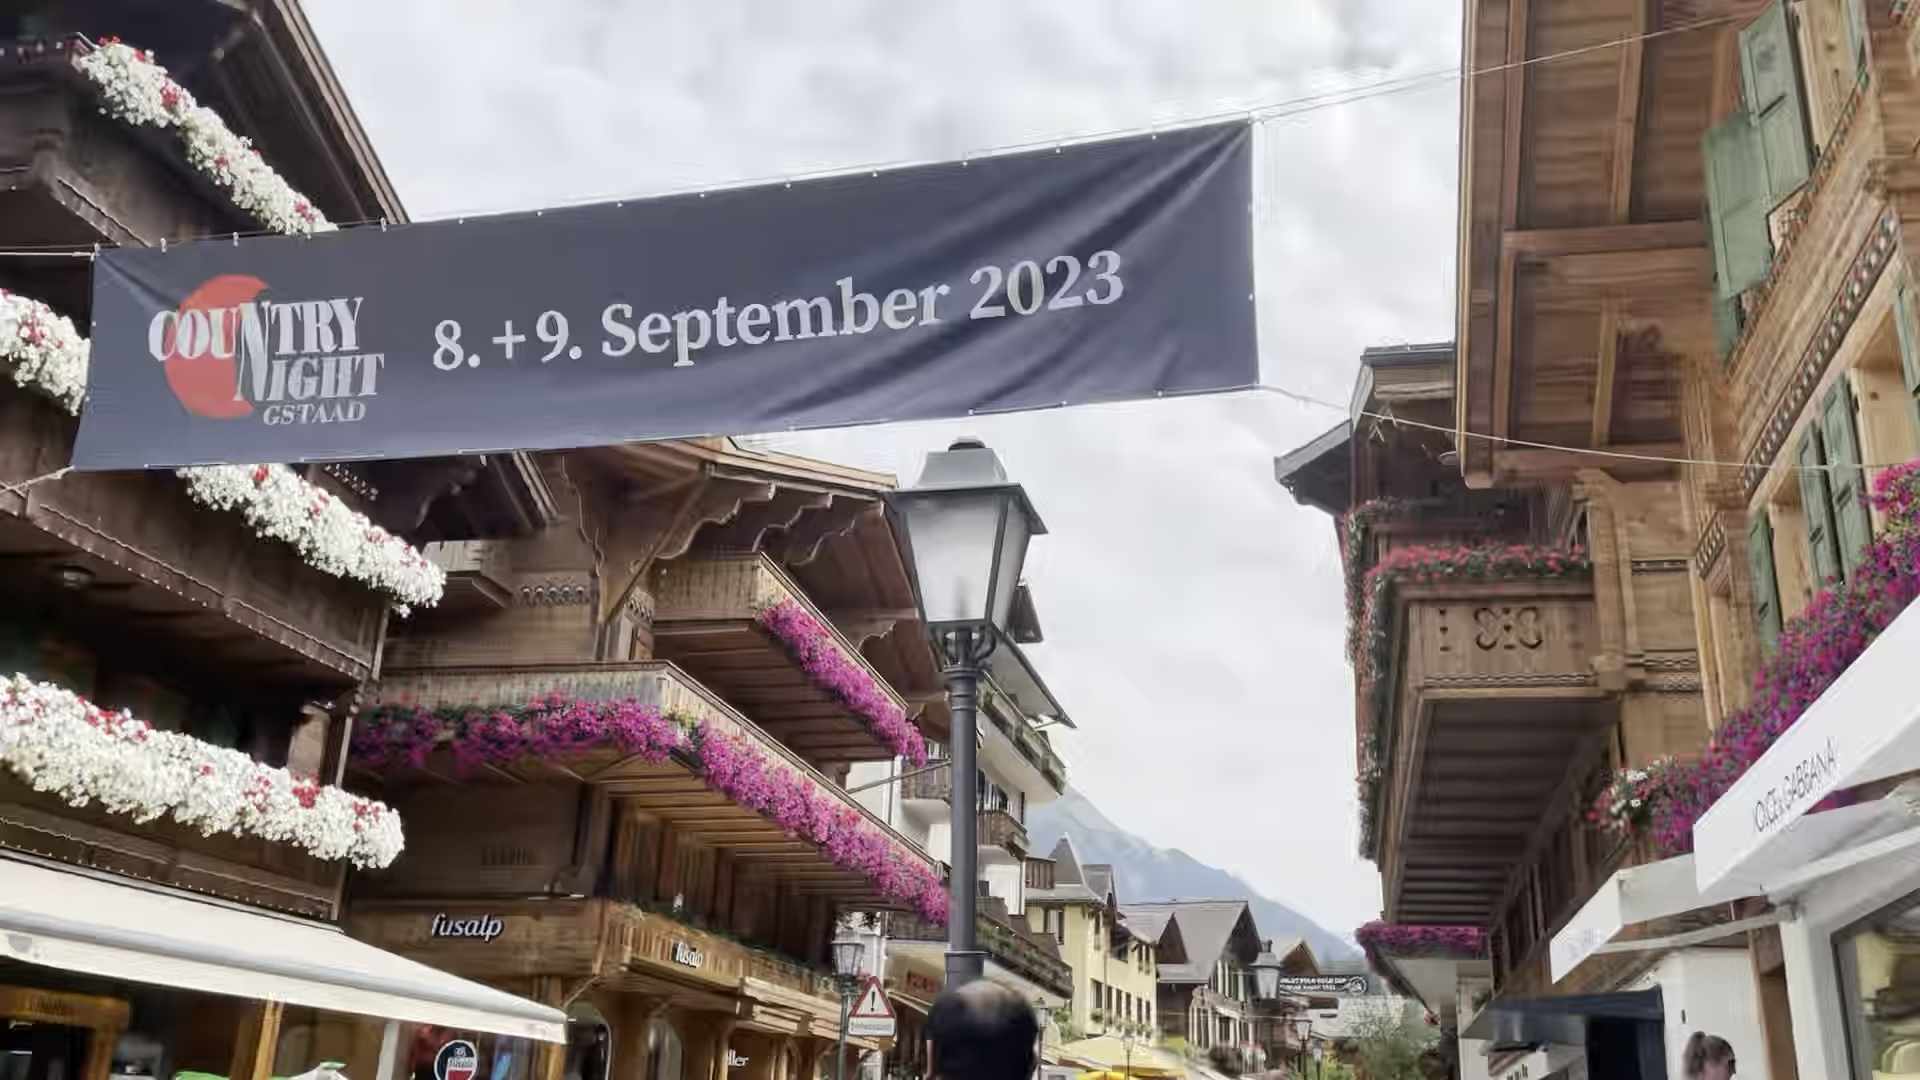 COUNTRY
NIGHT
GSTAAD
8. + 9. September 2023
fusalp
fusalp
DOLCE & GABBANA